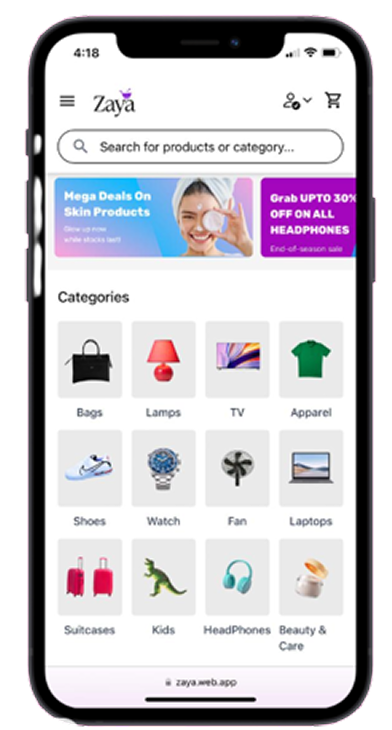 4:18
Zaya
Search for products or category...
Mega Deals On
Skin Products
Glow up now
while stocks last
Grab UPTO 30%
OFF ON ALL
HEADPHONES
End-of-season sale
Categories
Bags
Lamps
TV
Apparel
Shoes
Watch
Fan
Laptops
Suitcases
Kids
HeadPhones
Beauty &
Care
zaya.web.app